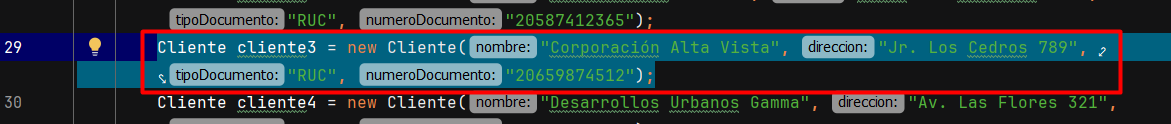 tipoDocumento: "RUC", numeroDocumento: "20587412365");
29 Cliente cliente3 = new Cliente( nombre: "Corporación Alta Vista", direccion: "Jr. Los Cedros 789",
tipoDocumento: "RUC", numeroDocumento: "20659874512");
30 Cliente cliente4 = new Cliente( nombre: "Desarrollos Urbanos Gamma", direccion: "Av. Las Flores 321",